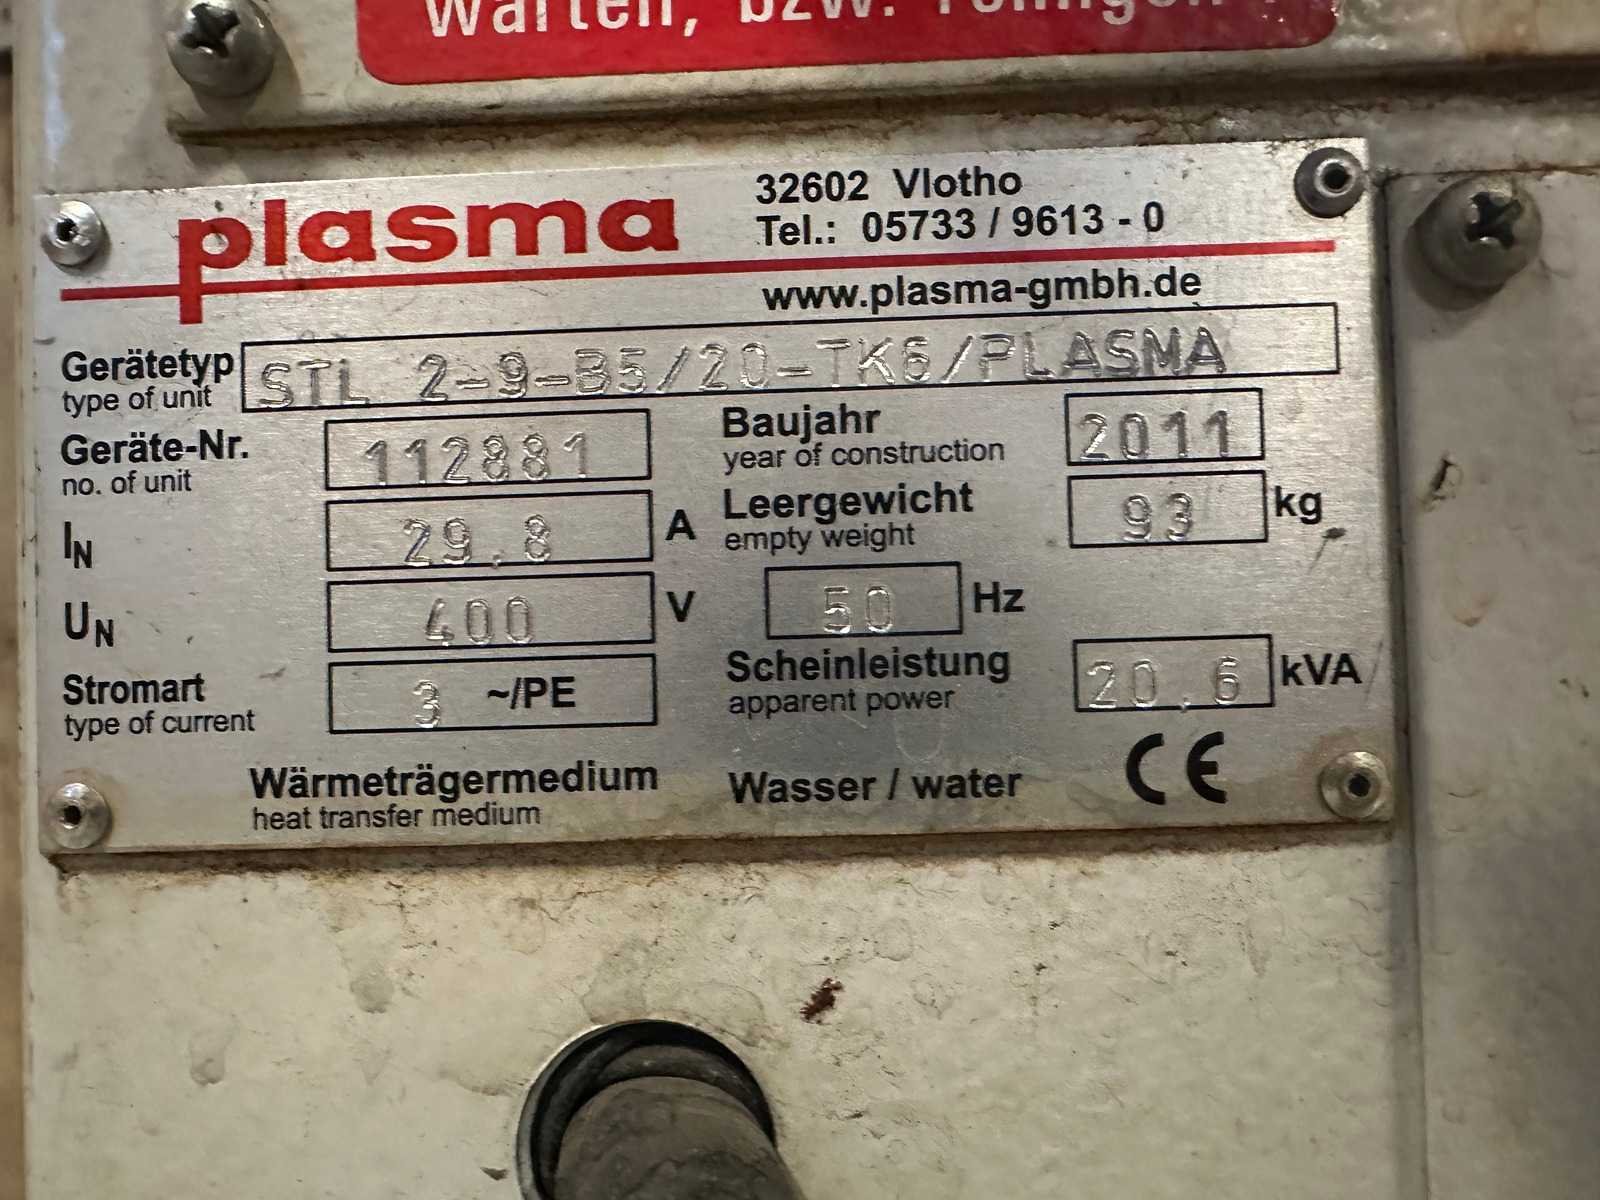 warten, bzw. reinigen !
plasma
32602 Vlotho
Tel.: 05733 / 9613 - 0
www.plasma-gmbh.de
Gerätetyp STL 2-9-B5/20-TK6/PLASMA
type of unit
Geräte-Nr. 112881
no. of unit
Baujahr 2011
year of construction
IN 29,8 A
Leergewicht 93 kg
empty weight
UN 400 V
50 Hz
Stromart 3 ~/PE
type of current
Scheinleistung 20,6 kVA
apparent power
Wärmeträgermedium Wasser / water
heat transfer medium
CE